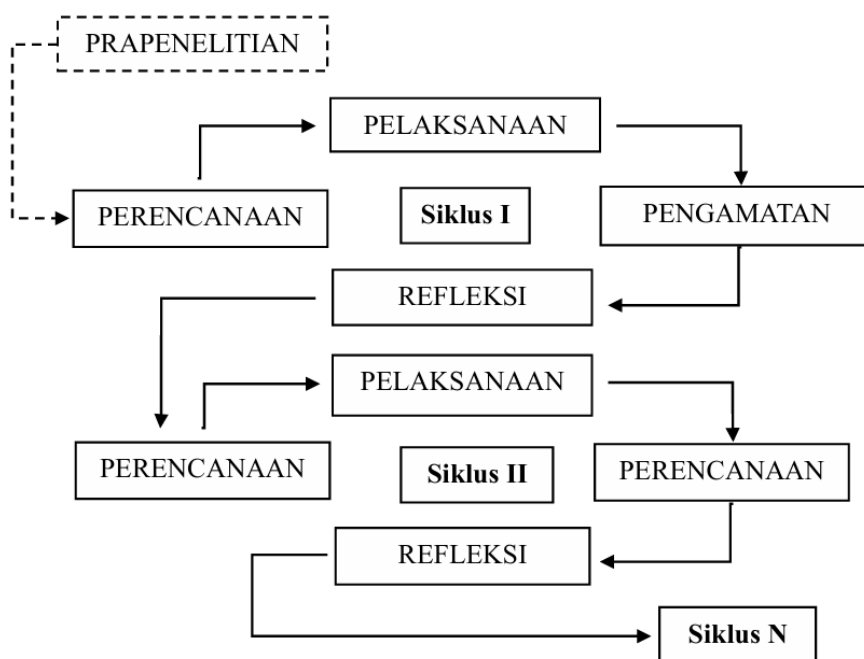 PRAPENELITIAN
PELAKSANAAN
PERENCANAAN
Siklus I
PENGAMATAN
REFLEKSI
PELAKSANAAN
PERENCANAAN
Siklus II
PERENCANAAN
REFLEKSI
Siklus N